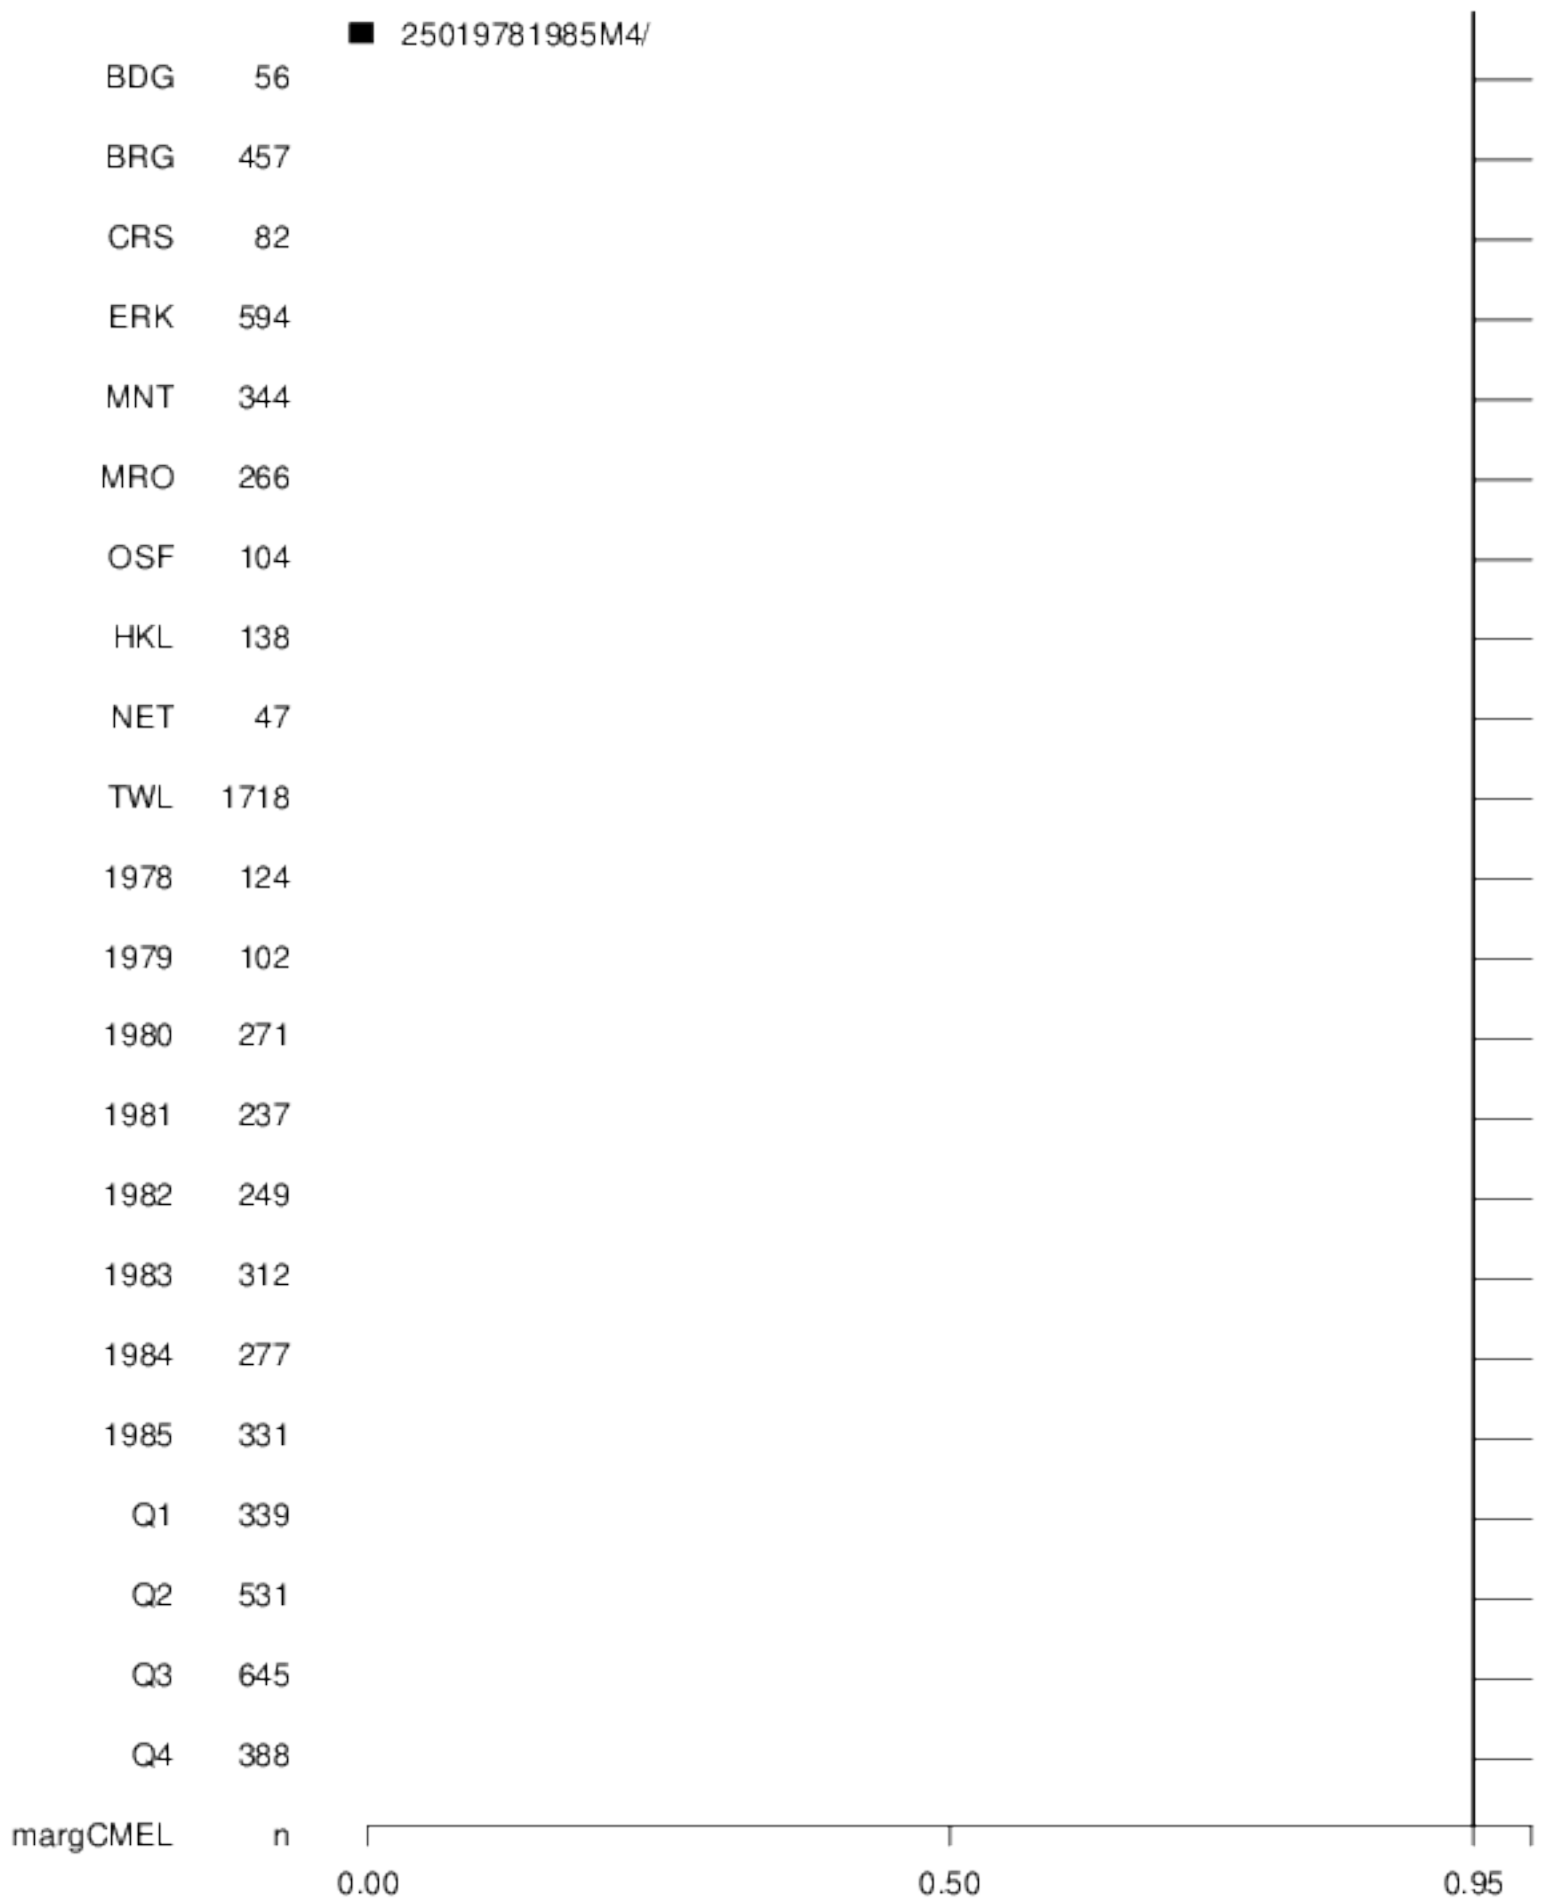 25019781985M4/
BDG 56
BRG 457
CRS 82
ERK 594
MNT 344
MRO 266
OSF 104
HKL 138
NET 47
TWL 1718
1978 124
1979 102
1980 271
1981 237
1982 249
1983 312
1984 277
1985 331
Q1 339
Q2 531
Q3 645
Q4 388
margCMEL n
0.00 0.50 0.95